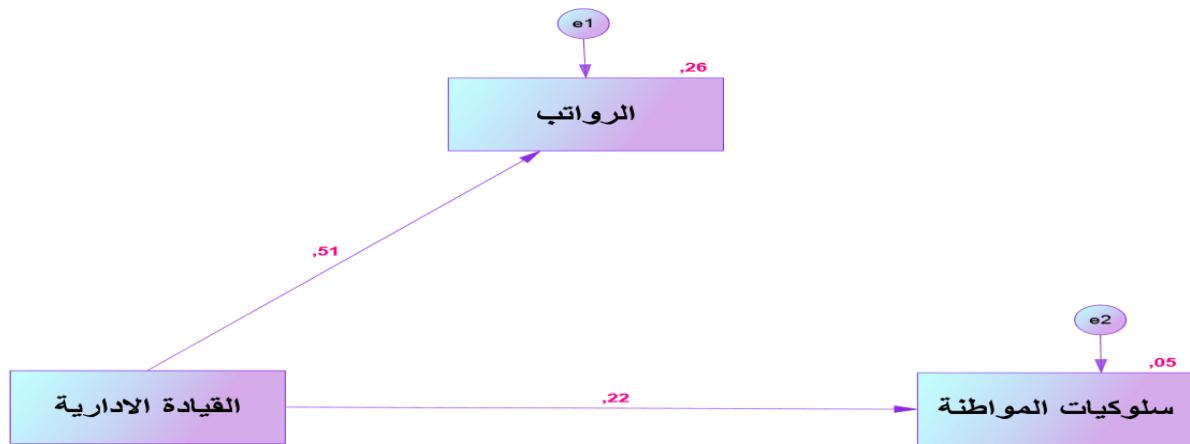 e1
,26
الرواتب
,51
e2
,05
القيادة الادارية
,22
سلوكيات المواطنة